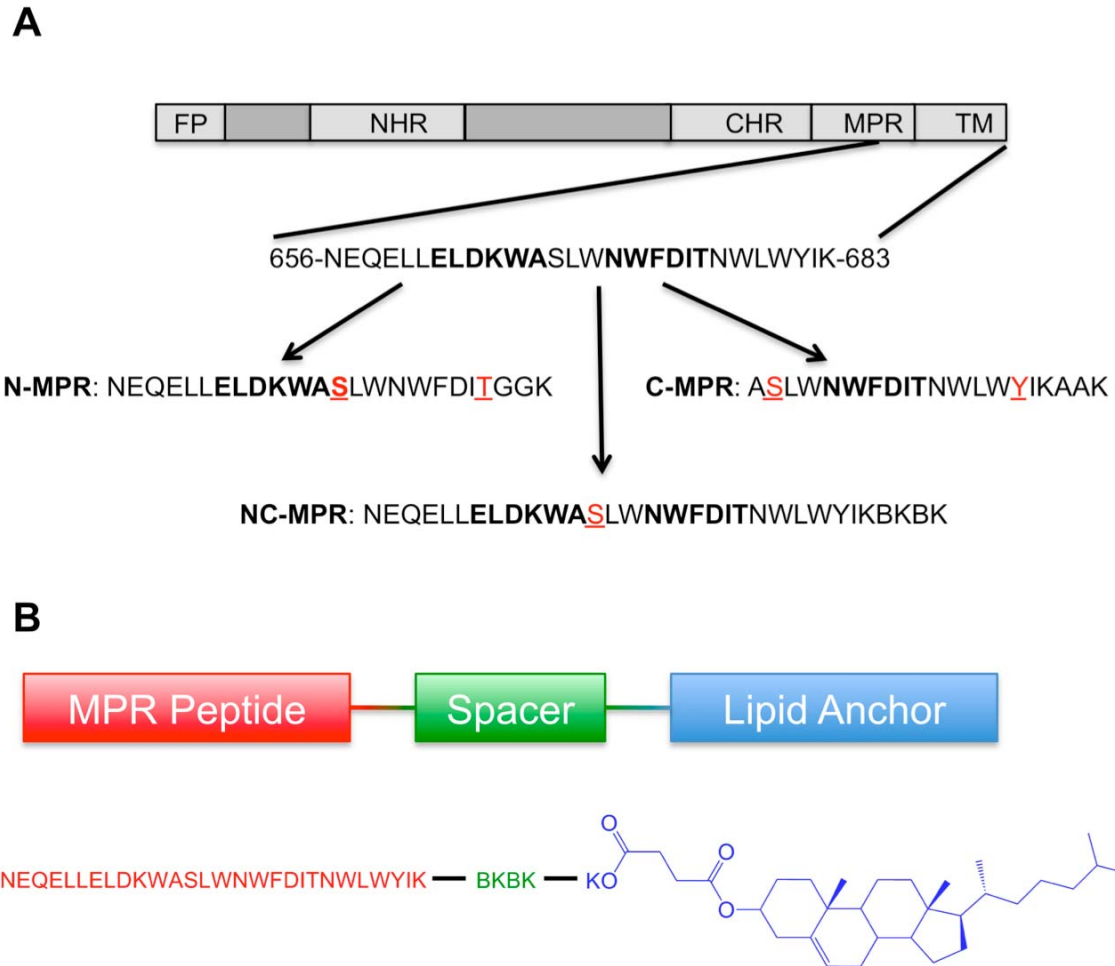 A
FP NHR CHR MPR TM
656-NEQELLELDKWASLWNWFDITNWLWYIK-683
N-MPR: NEQELLELDKWASLWNWFDITGGK
C-MPR: ASLWNWFDITNWLWYIKAAK
NC-MPR: NEQELLELDKWASLWNWFDITNWLWYIKBKBK
B
MPR Peptide Spacer Lipid Anchor
NEQELLELDKWASLWNWFDITNWLWYIK BKBK KO
O
O
O